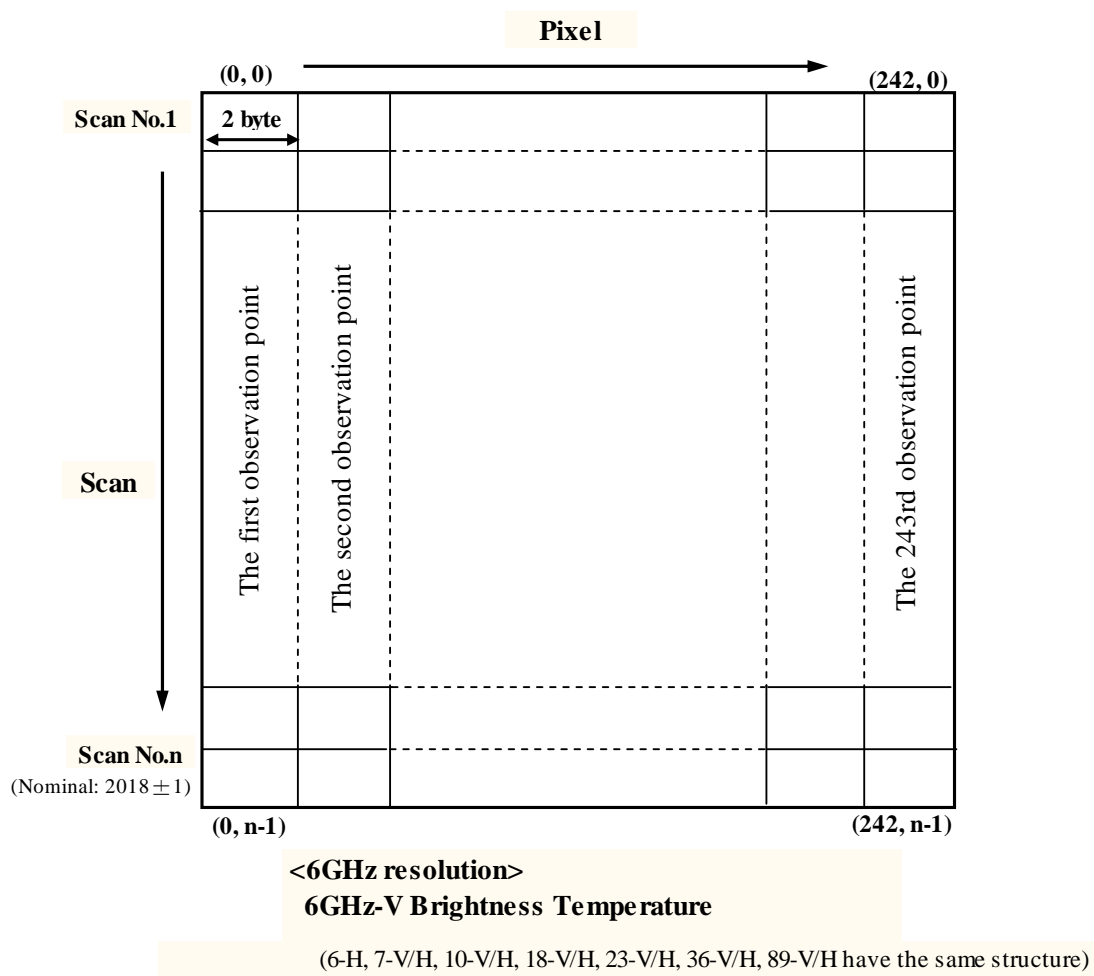 Pixel
(0, 0)
(242, 0)
Scan No.1
2 byte
The first observation point
The second observation point
The 243rd observation point
Scan
Scan No.n
(Nominal: 2018±1)
(0, n-1)
(242, n-1)
<6GHz resolution>
6GHz-V Brightness Temperature
(6-H, 7-V/H, 10-V/H, 18-V/H, 23-V/H, 36-V/H, 89-V/H have the same structure)